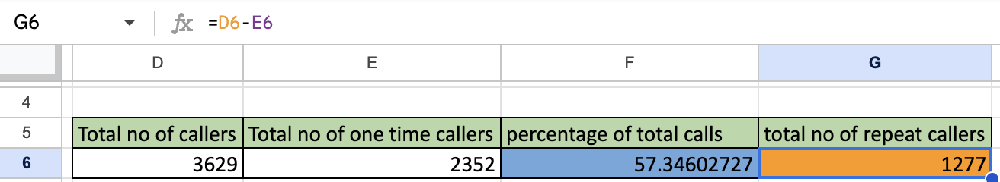 G6 fx =D6-E6
D E F G
4
5 Total no of callers Total no of one time callers percentage of total calls total no of repeat callers
6 3629 2352 57.34602727 1277